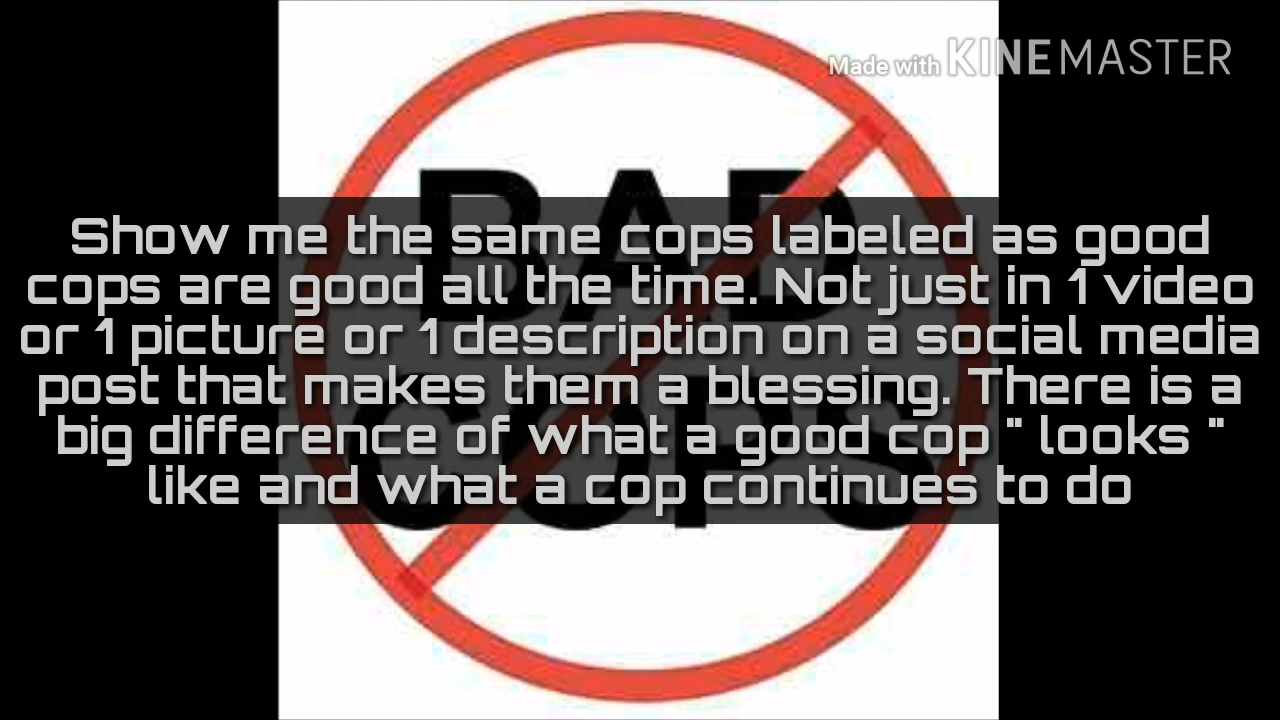 Made with KINEMASTER
BAD
Show me the same cops labeled as good
cops are good all the time. Not just in 1 video
or 1 picture or 1 description on a social media
post that makes them a blessing. There is a
big difference of what a good cop " looks "
like and what a cop continues to do
COPS